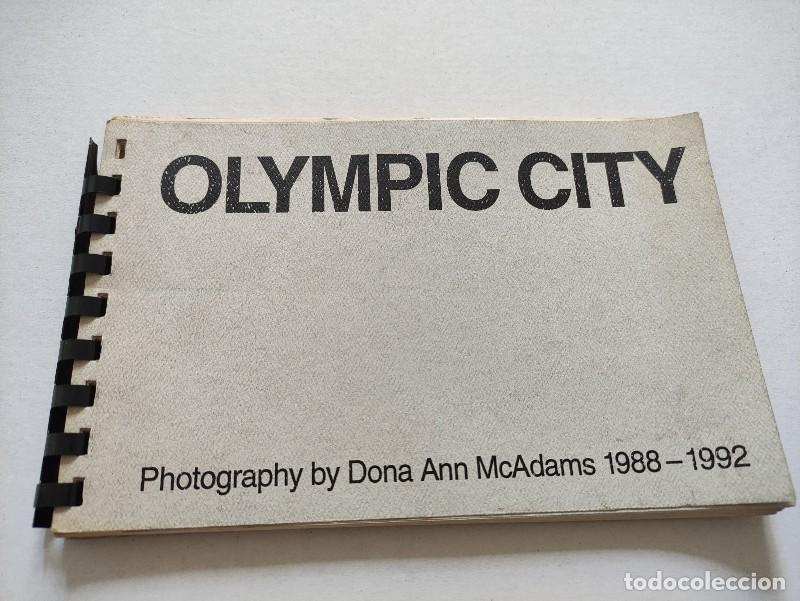 OLYMPIC CITY
Photography by Dona Ann McAdams 1988–1992
todocoleccion